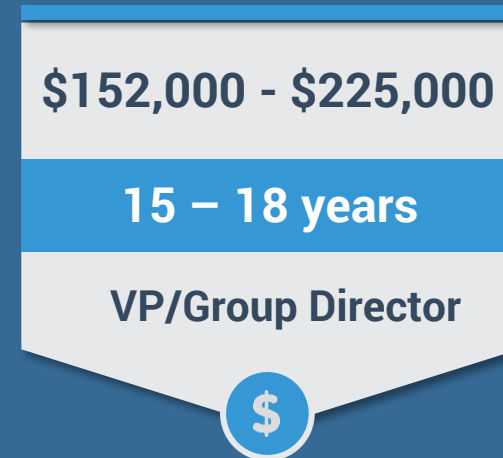 $152,000 - $225,000
15 – 18 years
VP/Group Director
$